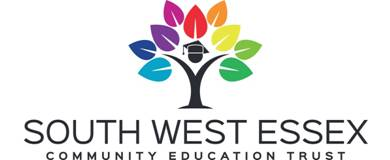 SOUTH WEST ESSEX
COMMUNITY EDUCATION TRUST